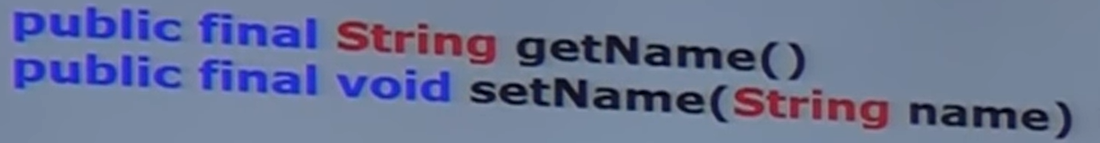 public final String getName()
public final void setName(String name)